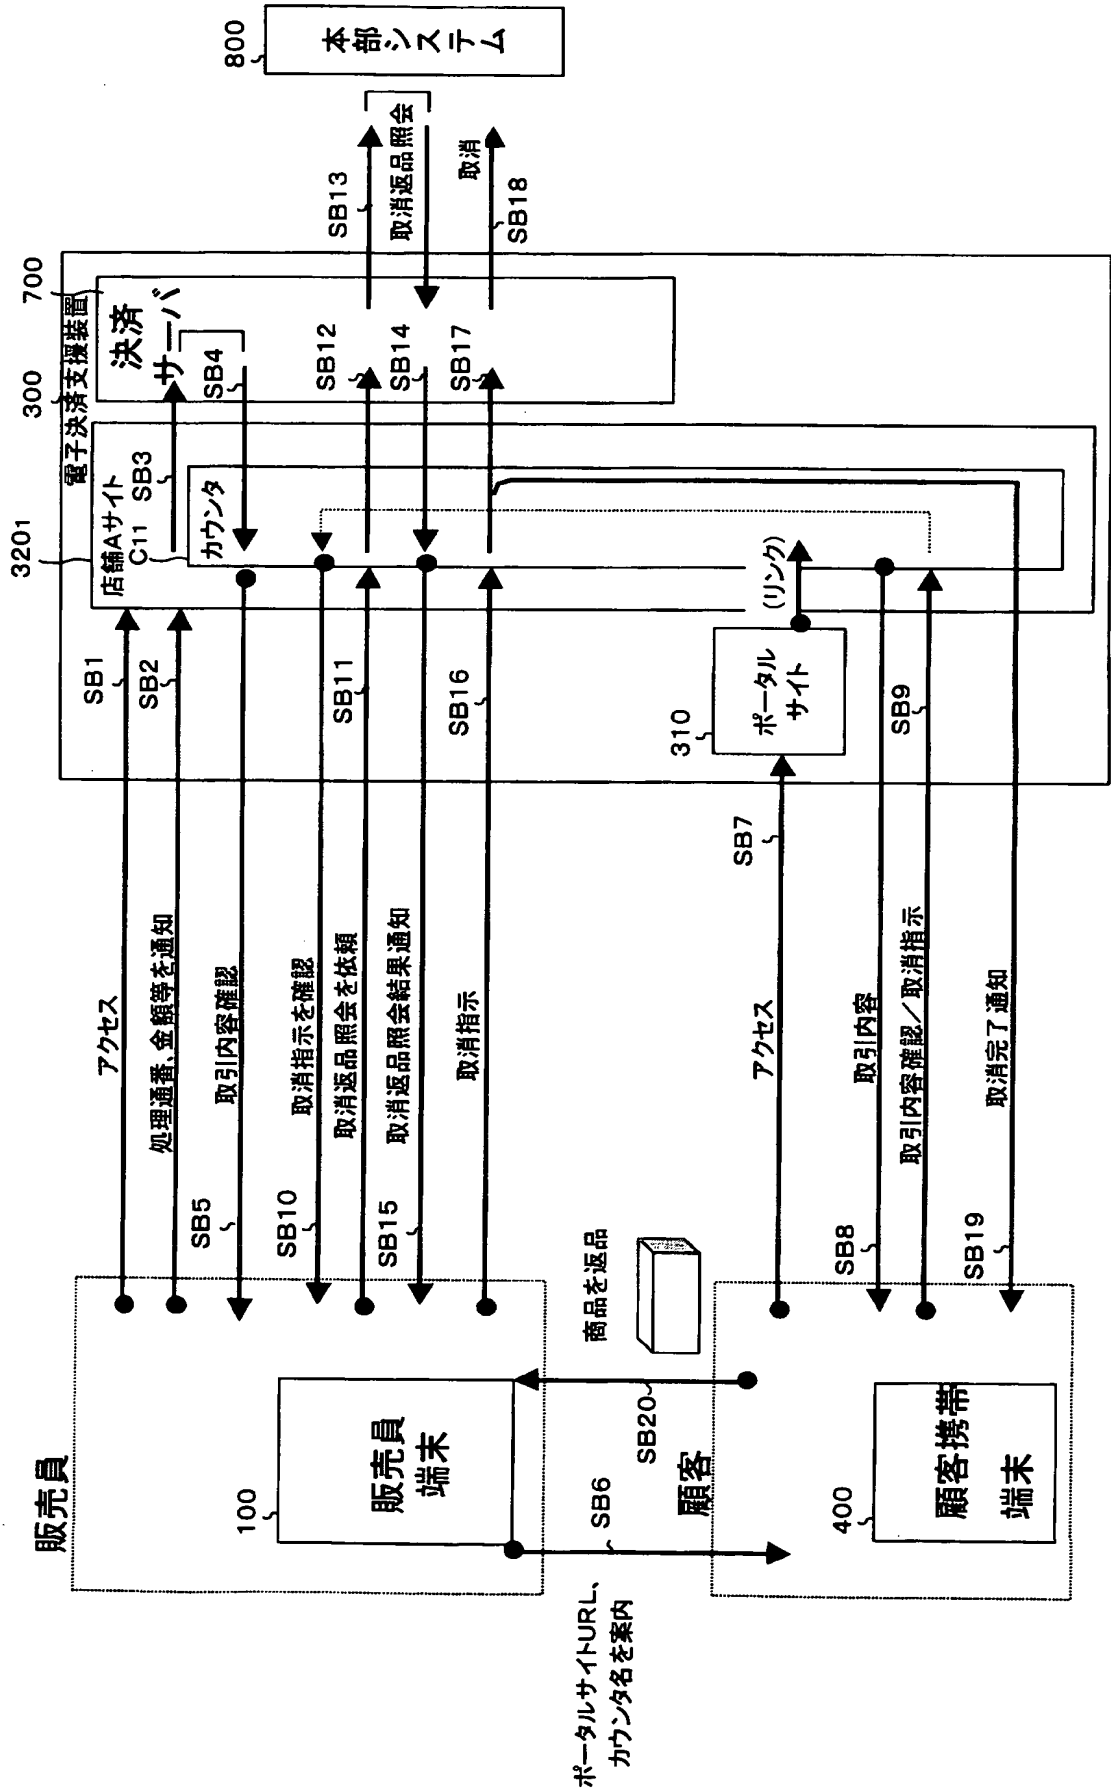 販売員
100
販売員
端末
ポータルサイトURL、
カウンタ名を案内
SB6
SB20
商品を返品
顧客
400
顧客携帯
端末
アクセス
SB1
処理通番、金額等を通知
SB2
SB5
取引内容確認
SB10
取消指示を確認
取消返品照会を依頼
SB11
SB15
取消返品照会結果通知
取消指示
SB16
アクセス
SB7
SB8
取引内容
取引内容確認／取消指示
SB9
SB19
取消完了通知
310
ポータル
サイト
(リンク)
3201
店舗Aサイト
C11
カウンタ
SB3
SB4
300
電子決済支援装置
700
決済
サーバ
SB12
SB14
SB17
SB13
取消返品照会
取消
SB18
800
本部システム